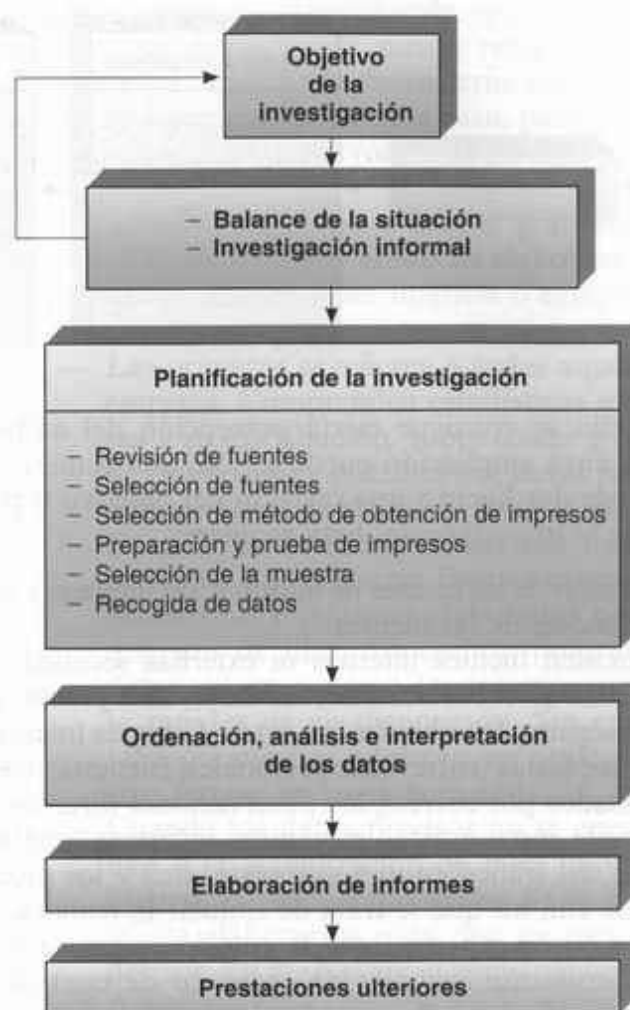 Objetivo
de la
investigación
– Balance de la situación
– Investigación informal
Planificación de la investigación
– Revisión de fuentes
– Selección de fuentes
– Selección de método de obtención de impresos
– Preparación y prueba de impresos
– Selección de la muestra
– Recogida de datos
Ordenación, análisis e interpretación
de los datos
Elaboración de informes
Prestaciones ulteriores